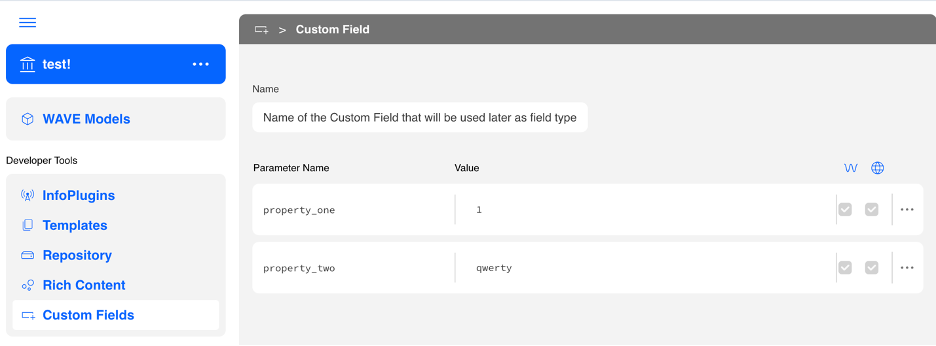 > Custom Field
test!
Name
Name of the Custom Field that will be used later as field type
WAVE Models
Developer Tools
Parameter Name Value
InfoPlugins
property_one 1
Templates
Repository
property_two qwerty
Rich Content
Custom Fields